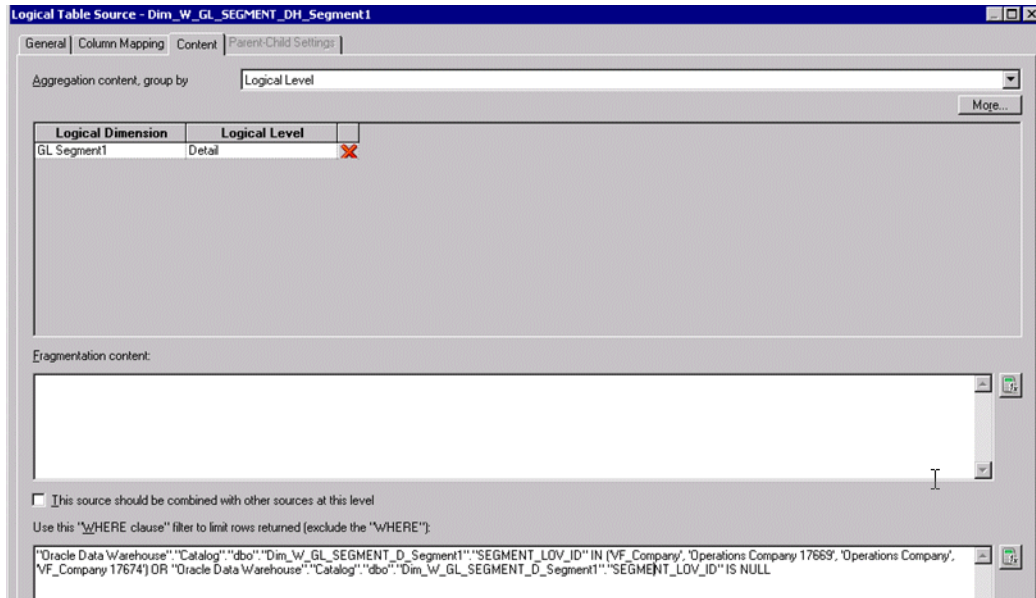 Logical Table Source - Dim_W_GL_SEGMENT_DH_Segment1
General Column Mapping Content Parent-Child Settings
Aggregation content, group by Logical Level
More...
Logical Dimension Logical Level
GL Segment1 Detail
Fragmentation content:
This source should be combined with other sources at this level
Use this "WHERE clause" filter to limit rows returned (exclude the "WHERE"):
"Oracle Data Warehouse"."Catalog"."dbo"."Dim_W_GL_SEGMENT_D_Segment1"."SEGMENT_LOV_ID" IN ('VF_Company', 'Operations Company 17669', 'Operations Company',
'VF_Company 17674') OR "Oracle Data Warehouse"."Catalog"."dbo"."Dim_W_GL_SEGMENT_D_Segment1"."SEGMENT_LOV_ID" IS NULL